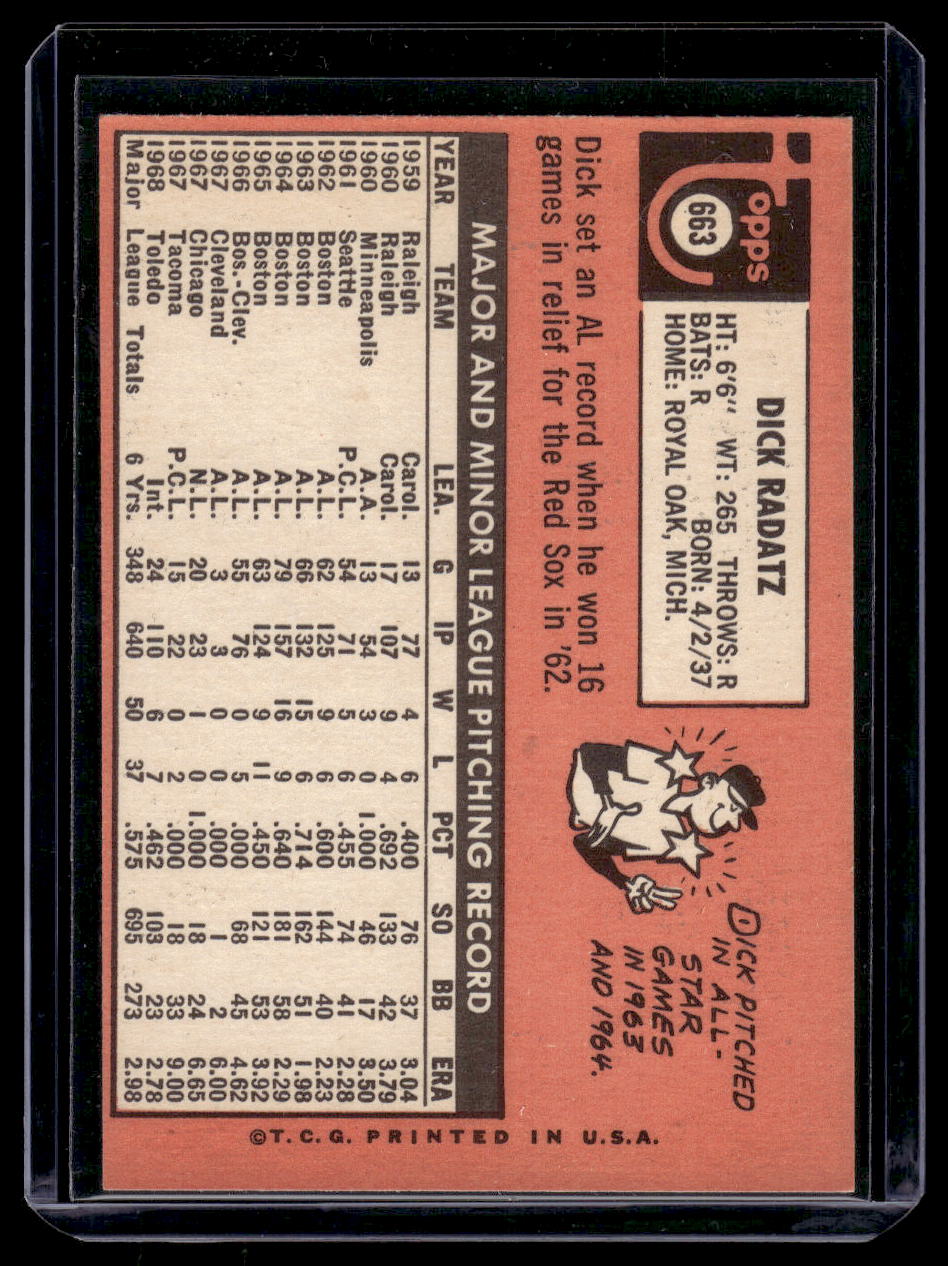 Topps
663
DICK RADATZ
HT: 6'6" WT: 265 THROWS: R
BATS: R BORN: 4/2/37
HOME: ROYAL OAK, MICH.
DICK PITCHED
IN ALL-
STAR
GAMES
IN 1963
AND 1964.
Dick set an AL record when he won 16
games in relief for the Red Sox in '62.
MAJOR AND MINOR LEAGUE PITCHING RECORD
YEAR TEAM LEA. G IP W L PCT SO BB ERA
1959 Raleigh Carol. 13 77 4 6 .400 76 37 3.04
1960 Raleigh Carol. 17 107 9 4 .692 133 42 3.79
1960 Minneapolis A.A. 13 54 3 0 1.000 46 17 3.50
1961 Seattle P.C.L. 54 71 5 6 .455 74 41 2.28
1962 Boston A.L. 62 125 9 6 .600 144 40 2.23
1963 Boston A.L. 66 132 15 6 .714 162 51 1.98
1964 Boston A.L. 79 157 16 9 .640 181 58 2.29
1965 Boston A.L. 63 124 9 11 .450 121 53 3.92
1966 Bos.-Clev. A.L. 55 76 0 5 .000 68 45 4.62
1967 Cleveland A.L. 3 3 0 0 .000 1 2 6.00
1967 Chicago N.L. 20 23 1 0 1.000 18 24 6.65
1967 Tacoma P.C.L. 15 22 0 2 .000 18 33 9.00
1968 Toledo Int. 24 110 6 7 .462 103 23 2.78
Major League Totals 6 Yrs. 348 640 50 37 .575 695 273 2.98
©T.C.G. PRINTED IN U.S.A.